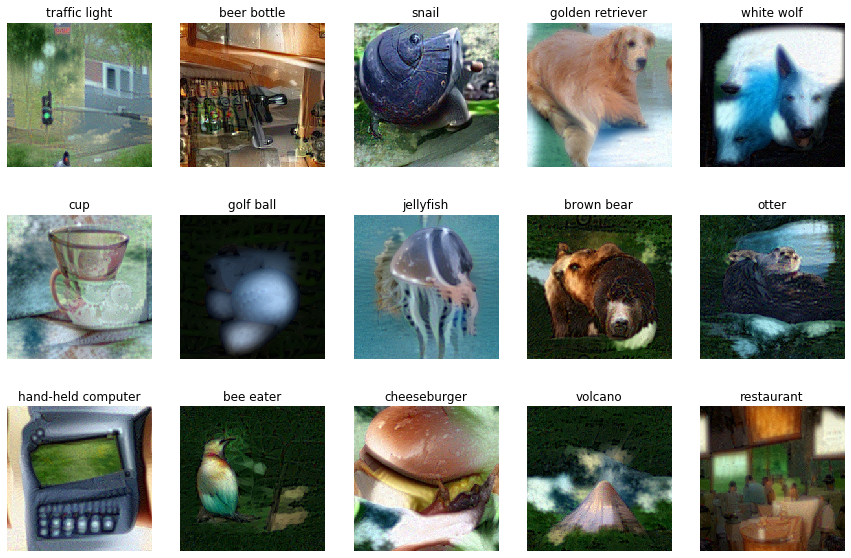 traffic light
beer bottle
snail
golden retriever
white wolf
cup
golf ball
jellyfish
brown bear
otter
hand-held computer
bee eater
cheeseburger
volcano
restaurant